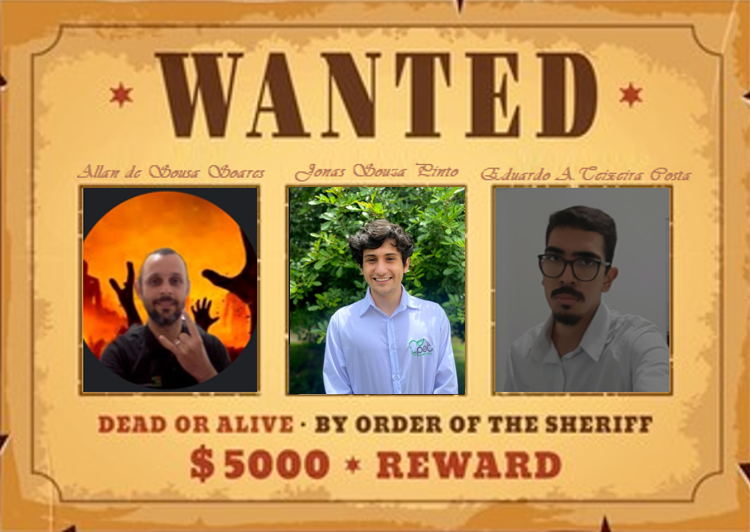 WANTED
Allan de Sousa Soares
Jonas Souza Pinto
Eduardo A.Teixeira Costa
pet
DEAD OR ALIVE · BY ORDER OF THE SHERIFF
$5000 ✶ REWARD